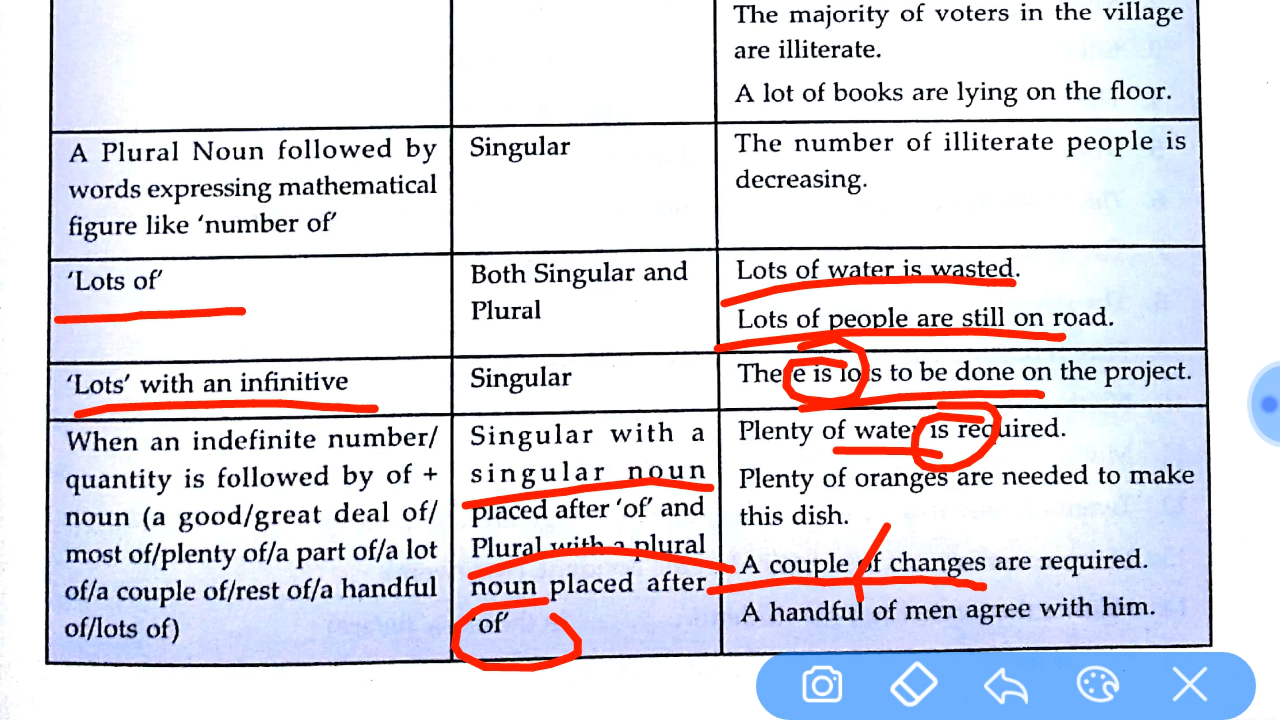 The majority of voters in the village
are illiterate.
A lot of books are lying on the floor.
A Plural Noun followed by
words expressing mathematical
figure like 'number of'
Singular
The number of illiterate people is
decreasing.
'Lots of'
Both Singular and
Plural
Lots of water is wasted.
Lots of people are still on road.
'Lots' with an infinitive
Singular
There is lots to be done on the project.
When an indefinite number/
quantity is followed by of +
noun (a good/great deal of/
most of/plenty of/a part of/a lot
of/a couple of/rest of/a handful
of/lots of)
Singular with a
singular noun
placed after 'of' and
Plural with a plural
noun placed after
'of'
Plenty of water is required.
Plenty of oranges are needed to make
this dish.
A couple of changes are required.
A handful of men agree with him.